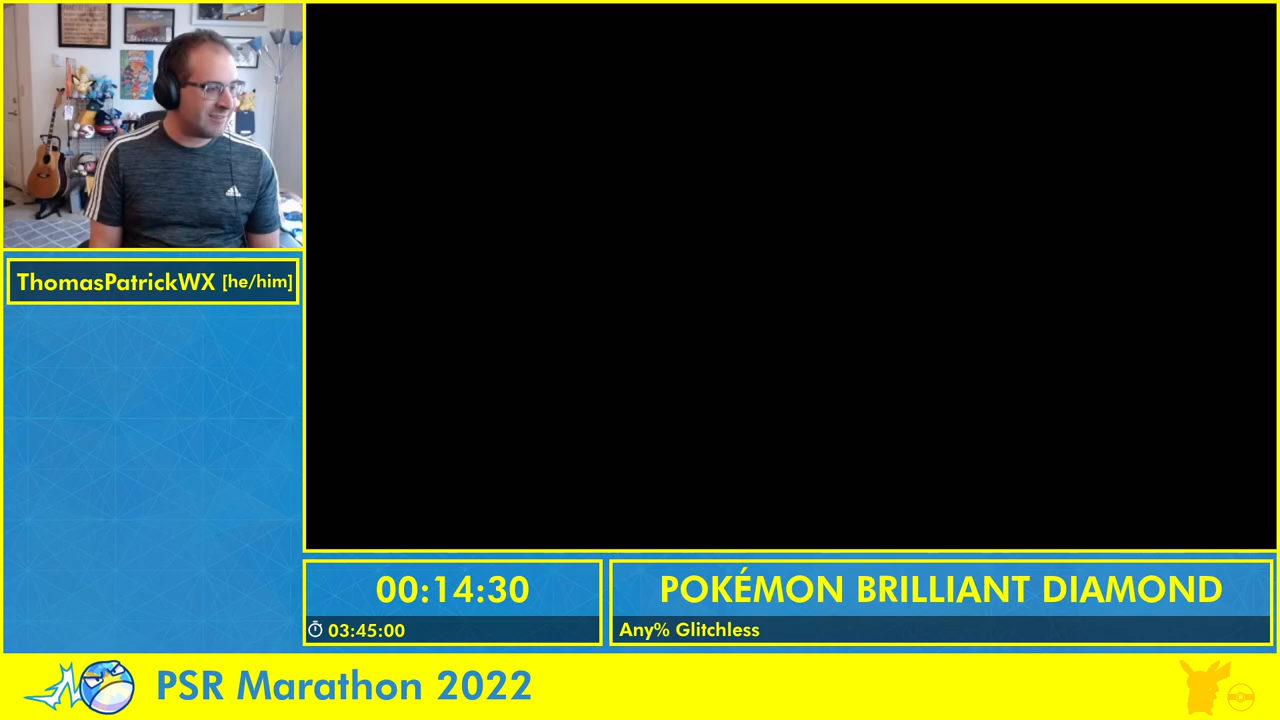 ThomasPatrickWX [he/him]
00:14:30
03:45:00
POKÉMON BRILLIANT DIAMOND
Any% Glitchless
PSR Marathon 2022